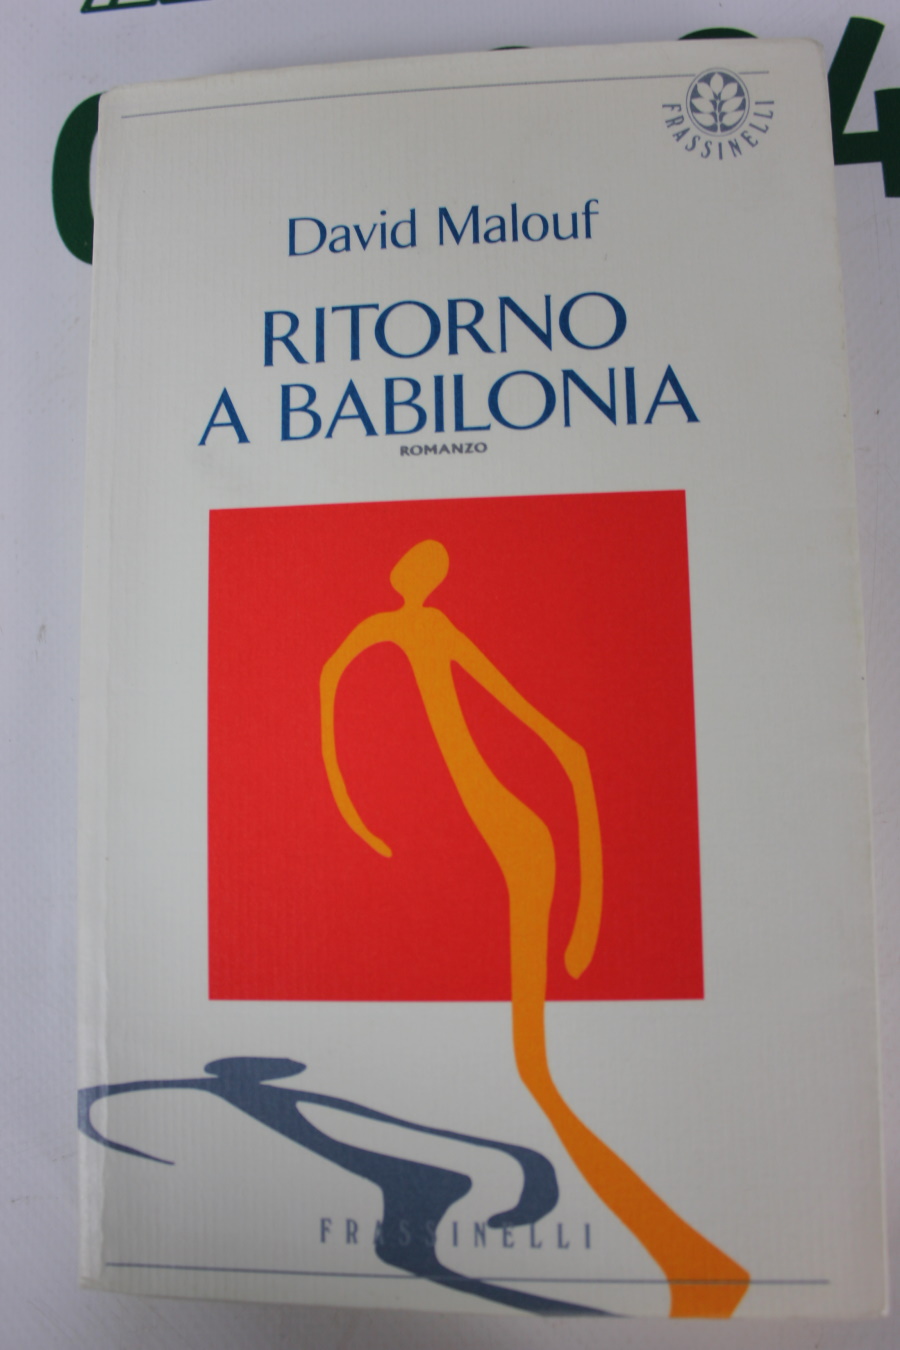 FRASSINELLI
David Malouf
RITORNO
A BABILONIA
ROMANZO
FRASSINELLI